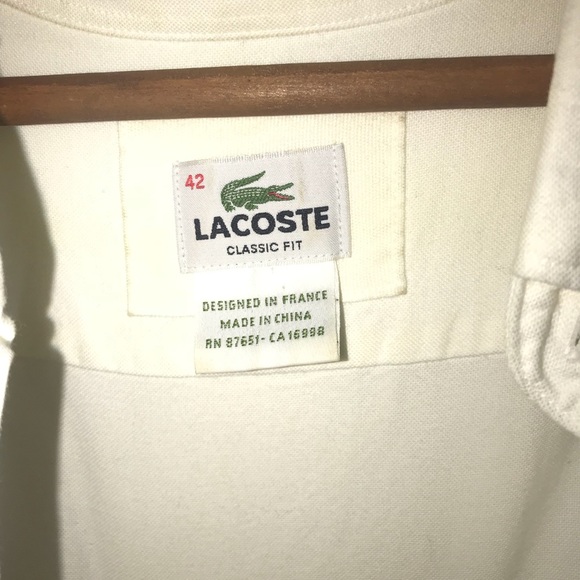 42
LACOSTE
CLASSIC FIT
DESIGNED IN FRANCE
MADE IN CHINA
RN 87651 - CA 16998